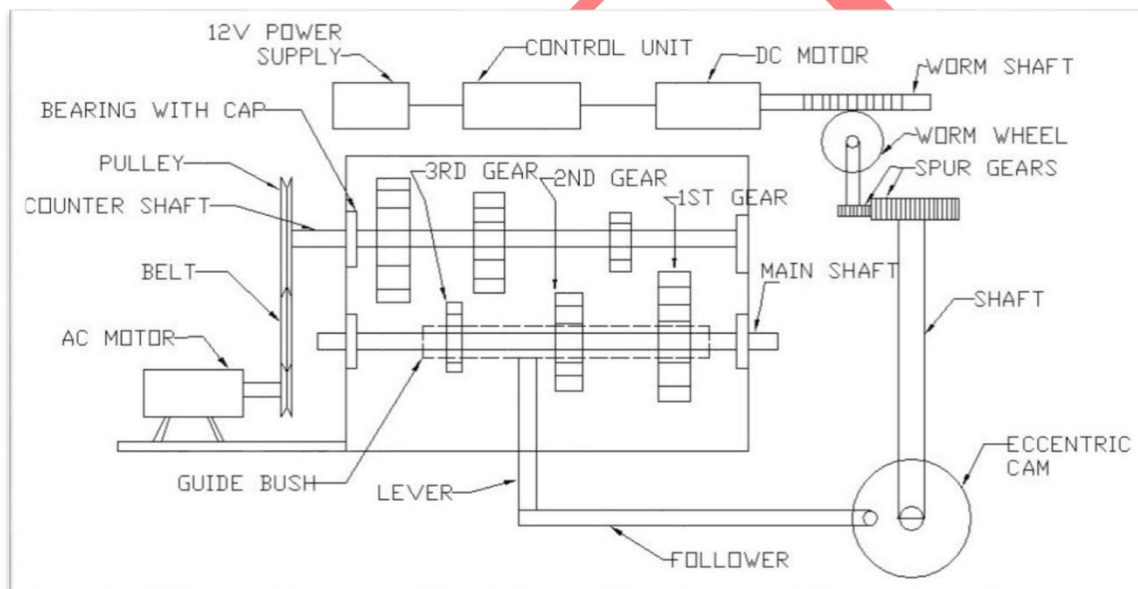 12V POWER
SUPPLY
CONTROL UNIT
DC MOTOR
WORM SHAFT
BEARING WITH CAP
WORM WHEEL
PULLEY
3RD GEAR
2ND GEAR
SPUR GEARS
1ST GEAR
COUNTER SHAFT
BELT
MAIN SHAFT
SHAFT
AC MOTOR
ECCENTRIC
CAM
GUIDE BUSH
LEVER
FOLLOWER